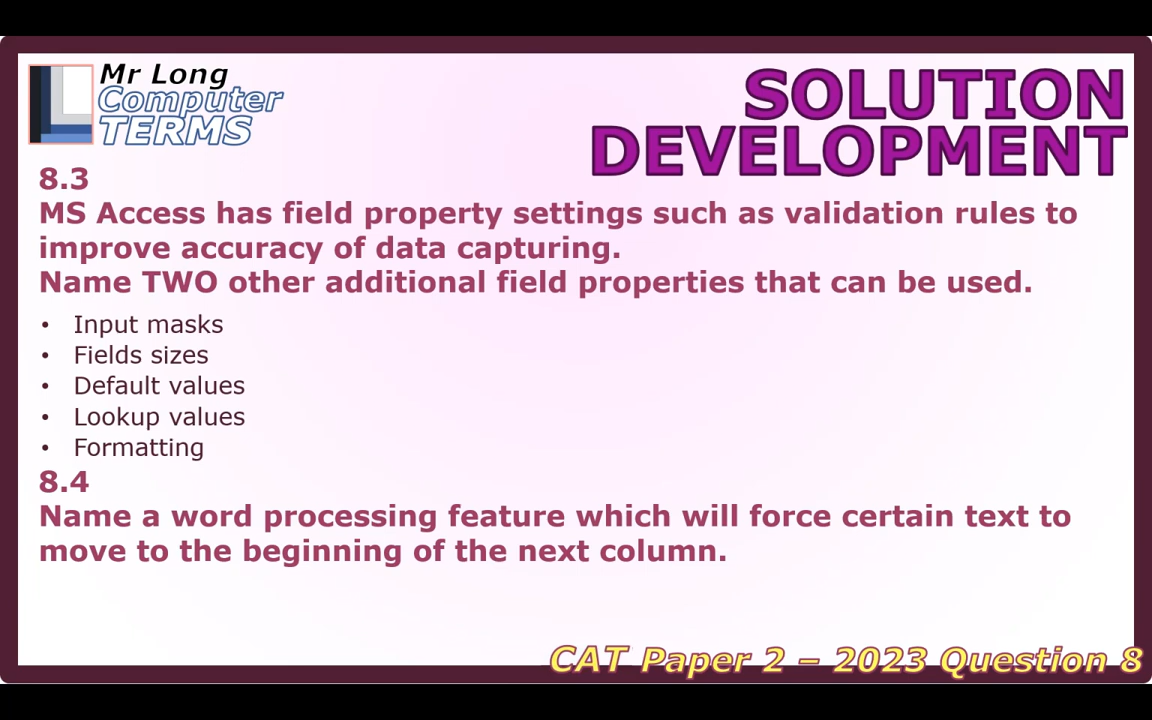 Mr Long
Computer
TERMS
SOLUTION
DEVELOPMENT
8.3
MS Access has field property settings such as validation rules to
improve accuracy of data capturing.
Name TWO other additional field properties that can be used.
• Input masks
• Fields sizes
• Default values
• Lookup values
• Formatting
8.4
Name a word processing feature which will force certain text to
move to the beginning of the next column.
CAT Paper 2 – 2023 Question 8